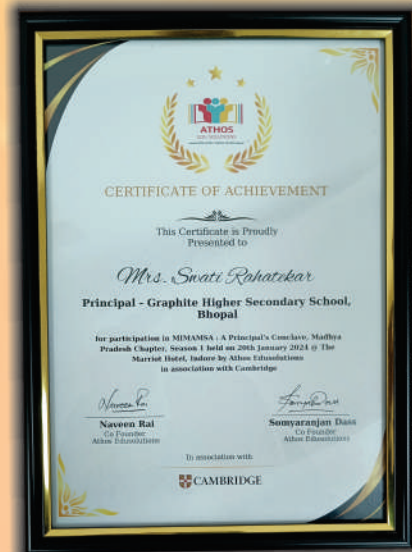 ATHOS
CERTIFICATE OF ACHIEVEMENT
This Certificate is Proudly
Presented to
Mrs. Swati Rahatekar
Principal - Graphite Higher Secondary School,
Bhopal
for participation in MIMAMSA : A Principal's Conclave, Madhya
Pradesh Chapter, Season 1 held on 20th January 2024 @ The
Marriot Hotel, Indore by Athos Edusolutions
in association with Cambridge
Naveen Rai
Naveen Rai
Co Founder
Athos Edusolutions
Somyaranjan Dass
Co Founder
Athos Edusolutions
In association with
CAMBRIDGE